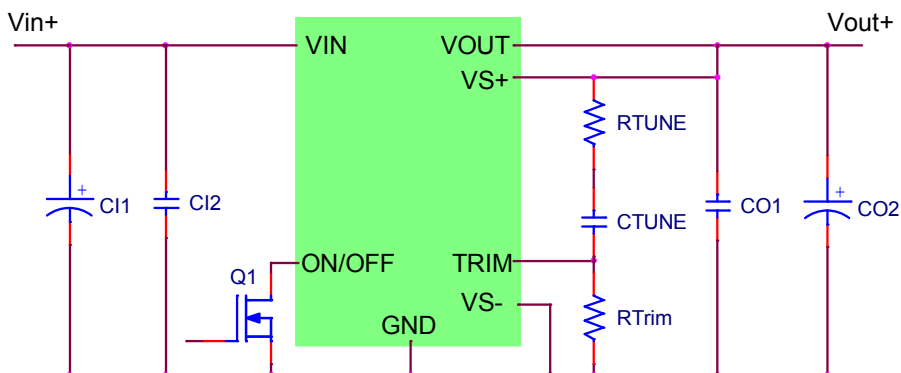 Vin+
Vout+
VIN
VOUT
VS+
RTUNE
+
CI1
CI2
CTUNE
CO1
+
CO2
Q1
ON/OFF
TRIM
VS-
GND
RTrim